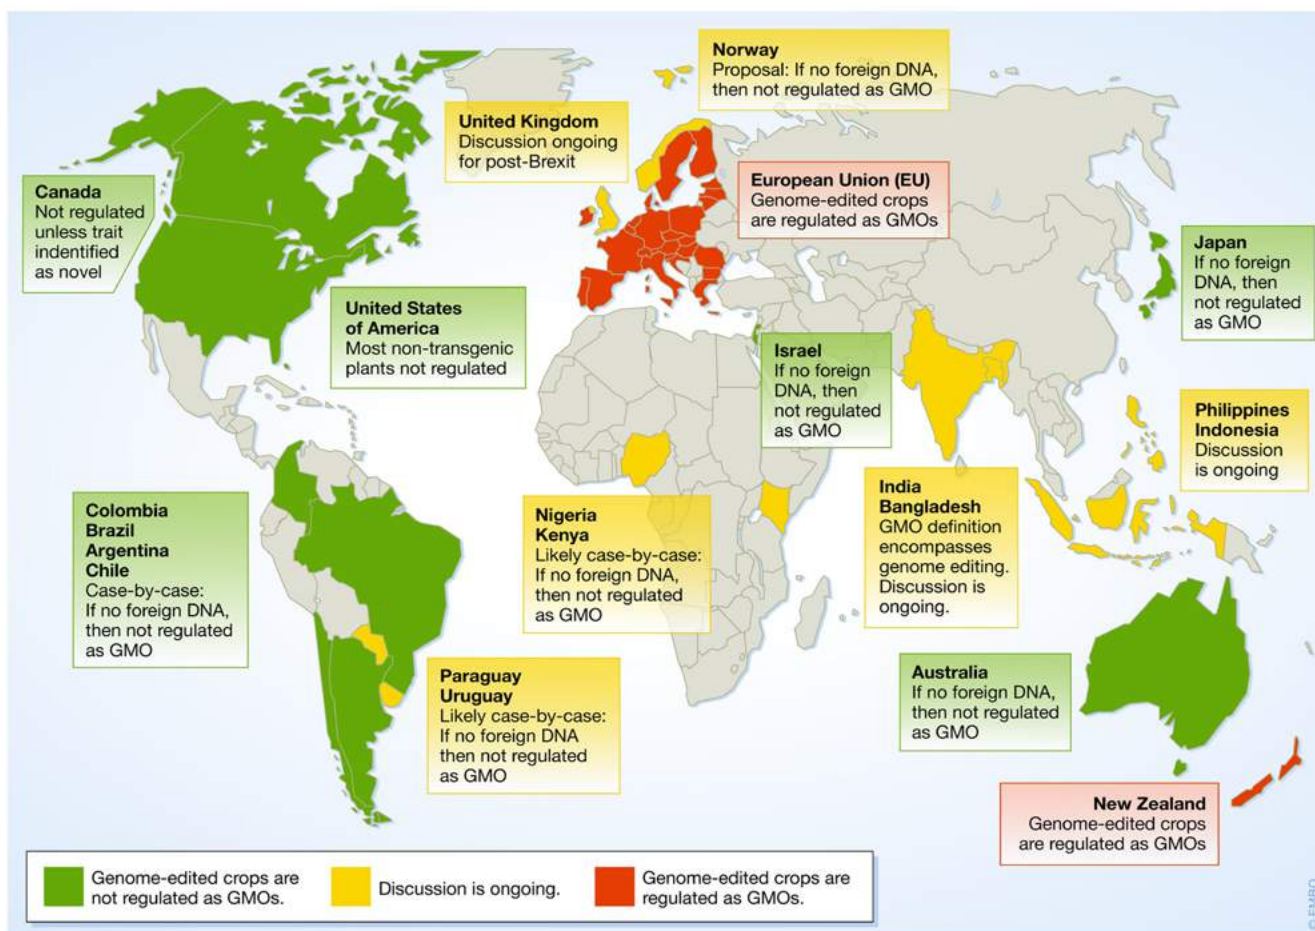 Norway
Proposal: If no foreign DNA,
then not regulated as GMO
United Kingdom
Discussion ongoing
for post-Brexit
European Union (EU)
Genome-edited crops
are regulated as GMOs
Canada
Not regulated
unless trait
indentified
as novel
United States
of America
Most non-transgenic
plants not regulated
Japan
If no foreign
DNA, then
not regulated
as GMO
Israel
If no foreign
DNA, then
not regulated
as GMO
Philippines
Indonesia
Discussion
is ongoing
Colombia
Brazil
Argentina
Chile
Case-by-case:
If no foreign DNA,
then not regulated
as GMO
Nigeria
Kenya
Likely case-by-case:
If no foreign DNA,
then not regulated
as GMO
India
Bangladesh
GMO definition
encompasses
genome editing.
Discussion is
ongoing.
Paraguay
Uruguay
Likely case-by-case:
If no foreign DNA
then not regulated
as GMO
Australia
If no foreign DNA,
then not regulated
as GMO
New Zealand
Genome-edited crops
are regulated as GMOs
Genome-edited crops are
not regulated as GMOs.
Discussion is ongoing.
Genome-edited crops are
regulated as GMOs.
© EMBO